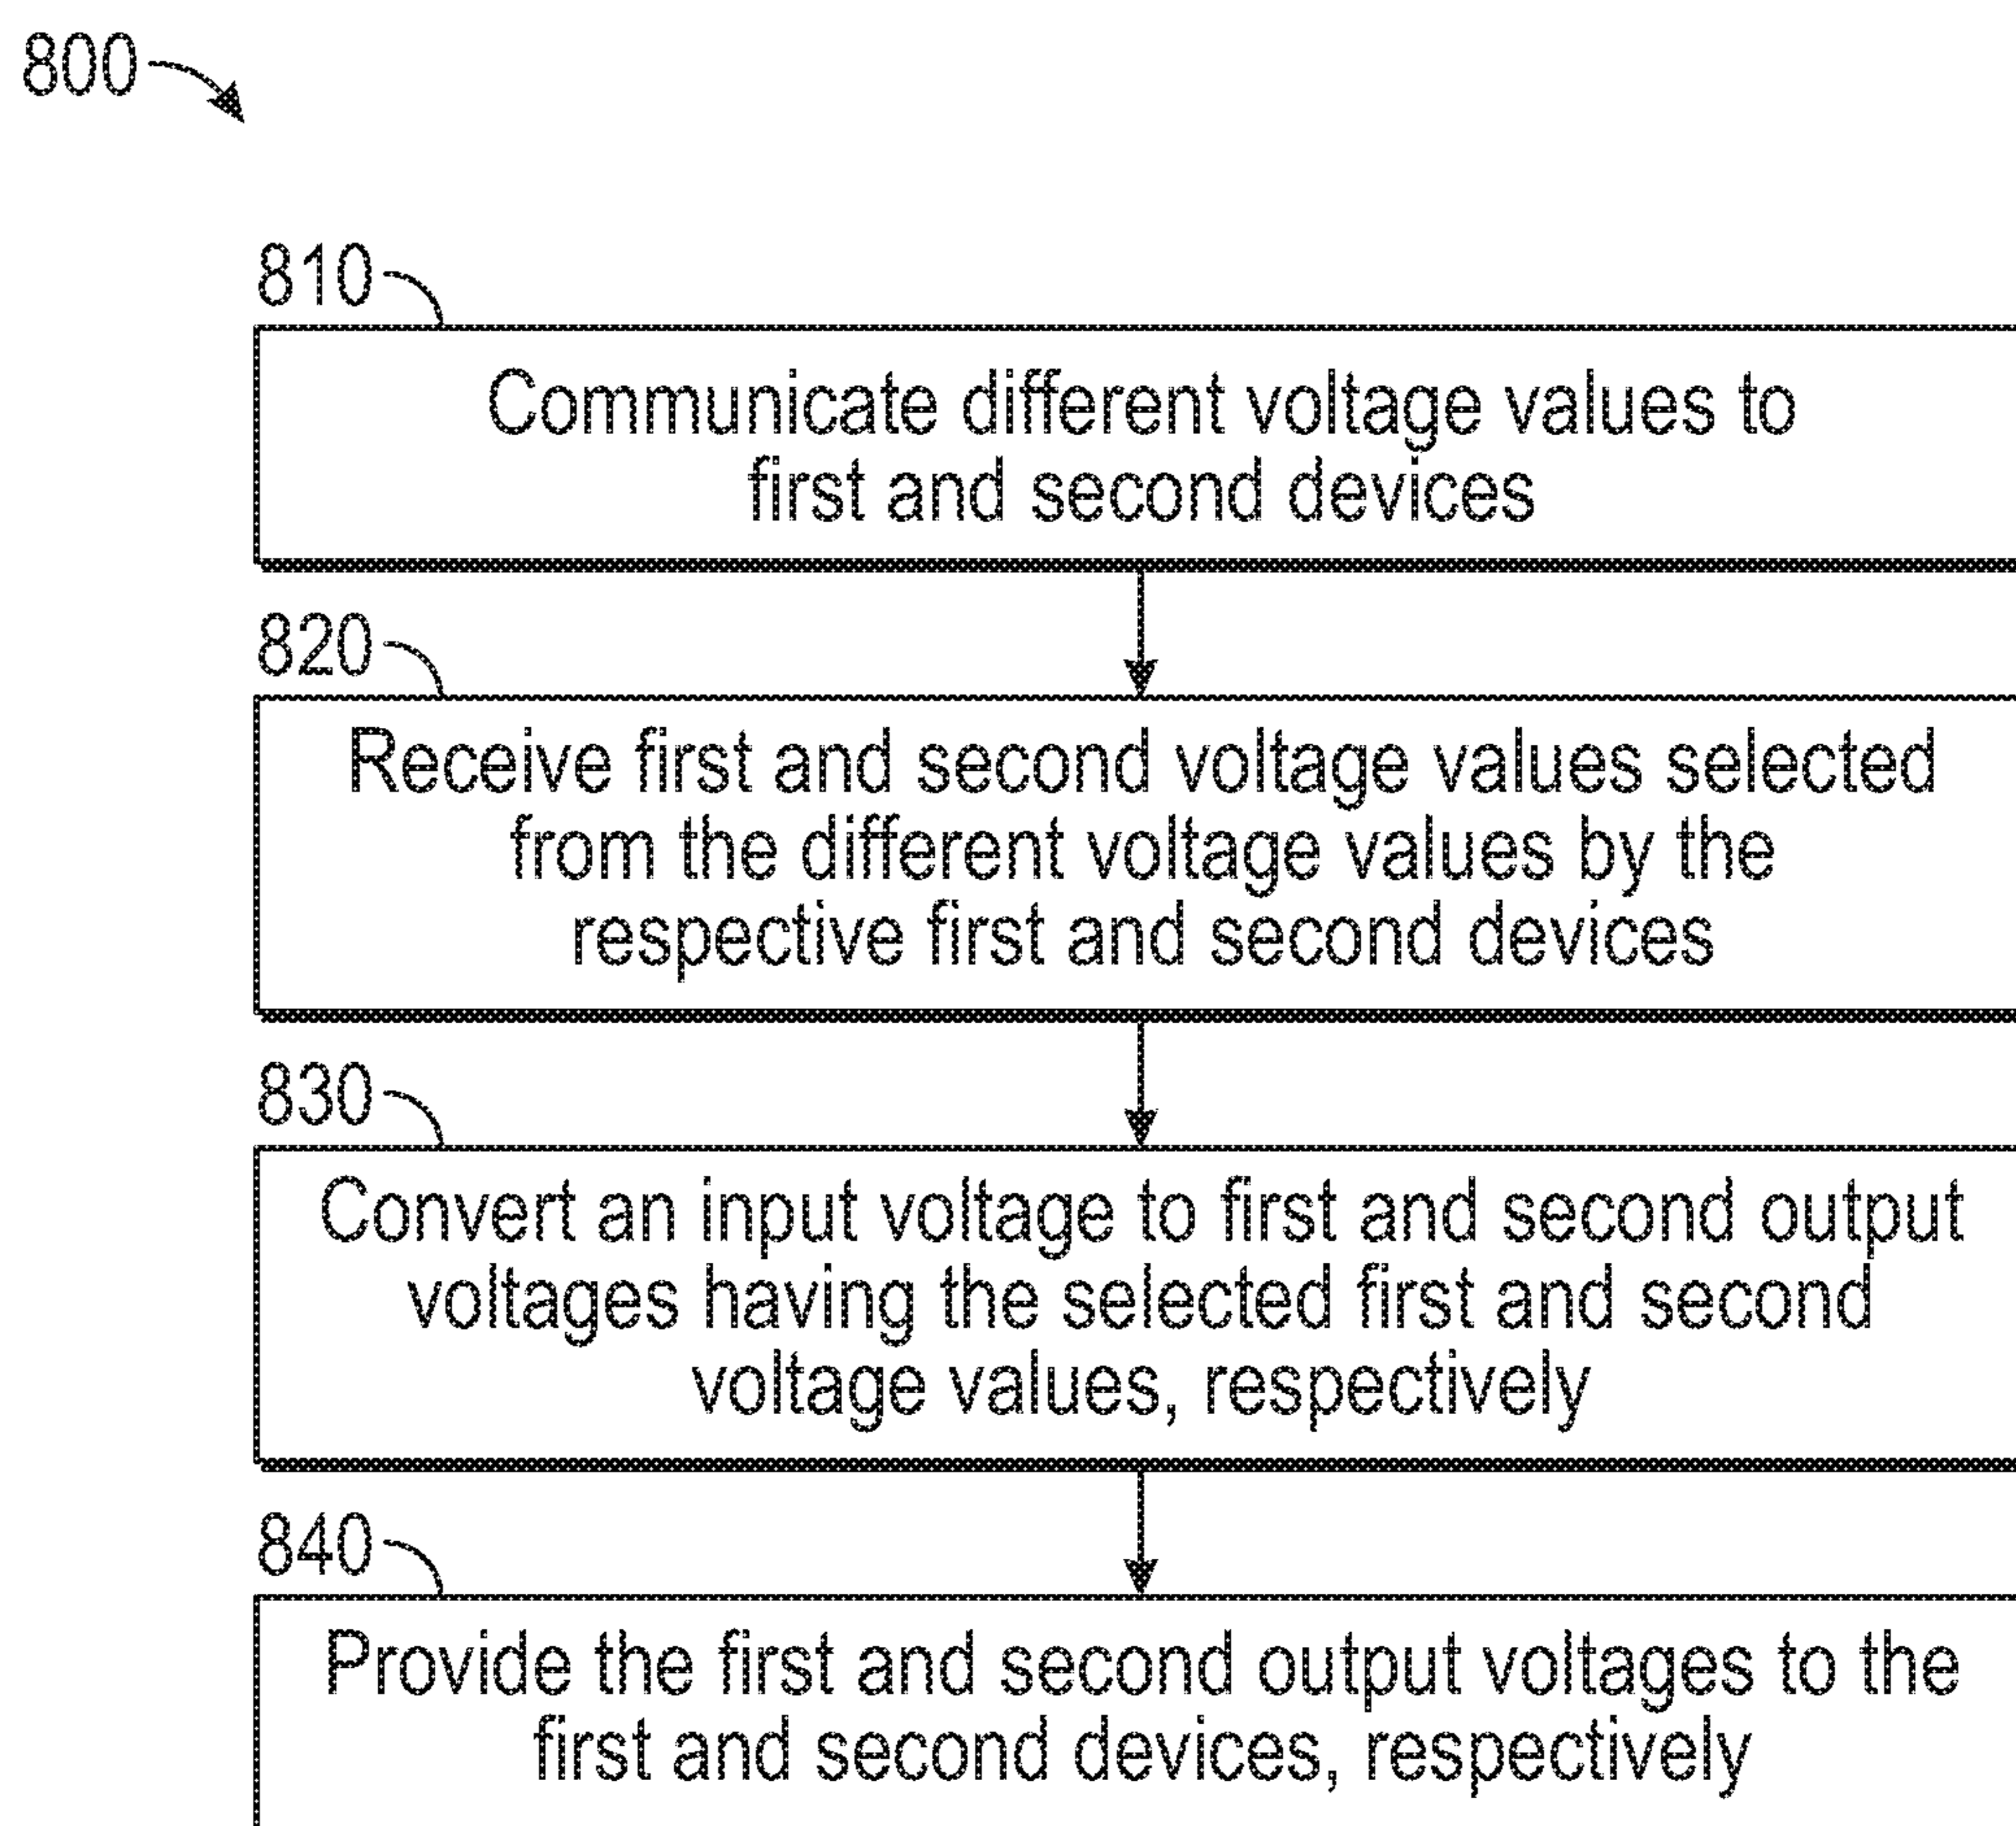 800
810
Communicate different voltage values to
first and second devices
820
Receive first and second voltage values selected
from the different voltage values by the
respective first and second devices
830
Convert an input voltage to first and second output
voltages having the selected first and second
voltage values, respectively
840
Provide the first and second output voltages to the
first and second devices, respectively